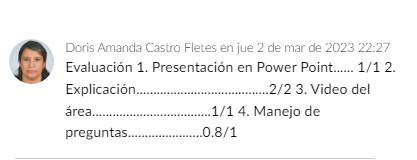 Doris Amanda Castro Fletes en jue 2 de mar de 2023 22:27
Evaluación 1. Presentación en Power Point...... 1/1 2.
Explicación.......................................2/2 3. Video del
área...................................1/1 4. Manejo de
preguntas......................0.8/1